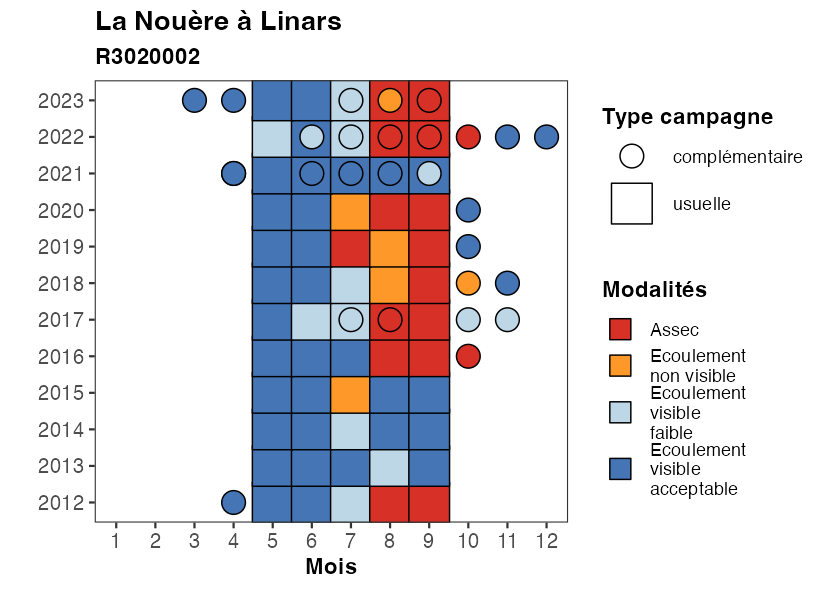 La Nouère à Linars
R3020002
2023
2022
2021
2020
2019
2018
2017
2016
2015
2014
2013
2012
1 2 3 4 5 6 7 8 9 10 11 12
Mois
Type campagne
complémentaire
usuelle
Modalités
Assec
Ecoulement
non visible
Ecoulement
visible
faible
Ecoulement
visible
acceptable